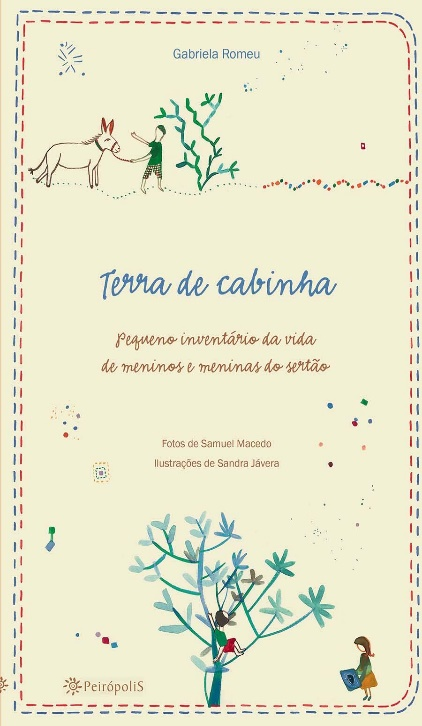 Gabriela Romeu
Terra de cabinha
Pequeno inventário da vida
de meninos e meninas do sertão
Fotos de Samuel Macedo
Ilustrações de Sandra Jávera
PeirópoliS